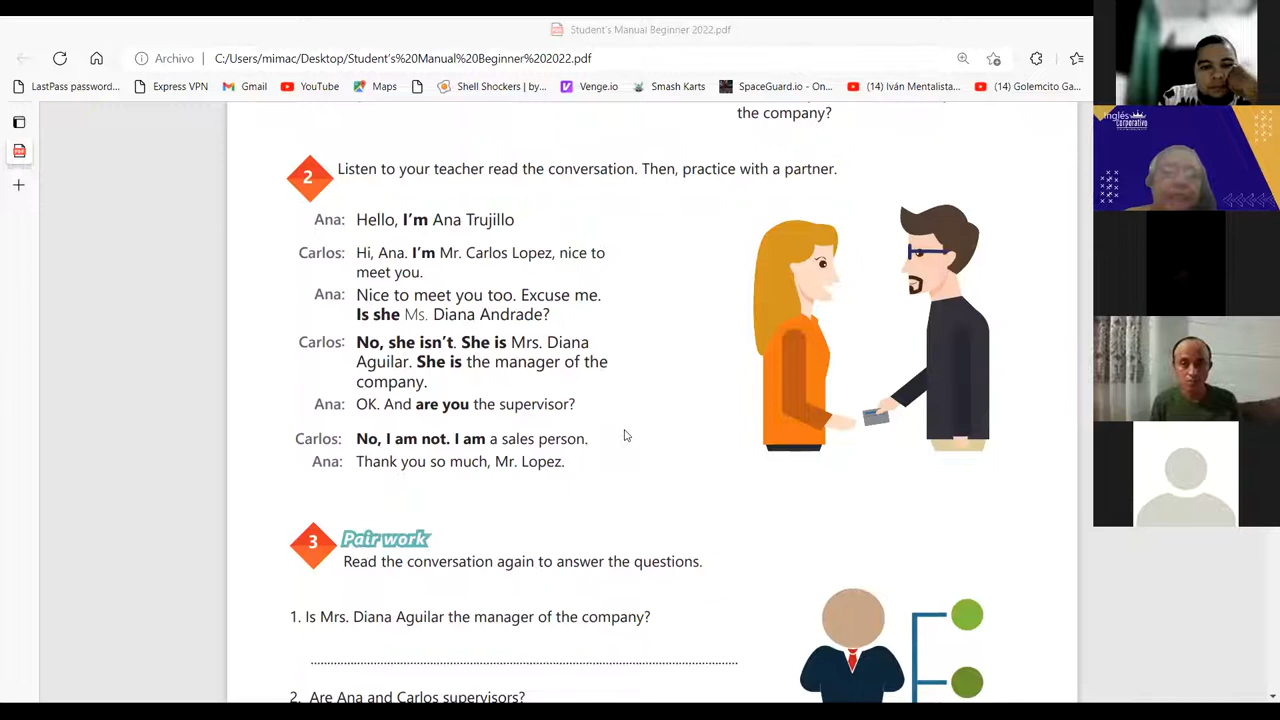 Student's Manual Beginner 2022.pdf
Archivo C:/Users/mimac/Desktop/Student's%20Manual%20Beginner%202022.pdf
LastPass password... Express VPN Gmail YouTube Maps Shell Shockers | by... Venge.io Smash Karts SpaceGuard.io - On... (14) Iván Mentalista... (14) Golemcito Ga...
the company?
2 Listen to your teacher read the conversation. Then, practice with a partner.
Ana: Hello, I'm Ana Trujillo
Carlos: Hi, Ana. I'm Mr. Carlos Lopez, nice to
meet you.
Ana: Nice to meet you too. Excuse me.
Is she Ms. Diana Andrade?
Carlos: No, she isn't. She is Mrs. Diana
Aguilar. She is the manager of the
company.
Ana: OK. And are you the supervisor?
Carlos: No, I am not. I am a sales person.
Ana: Thank you so much, Mr. Lopez.
3 Pair work
Read the conversation again to answer the questions.
1. Is Mrs. Diana Aguilar the manager of the company?
2. Are Ana and Carlos supervisors?
Inglés
corporativo